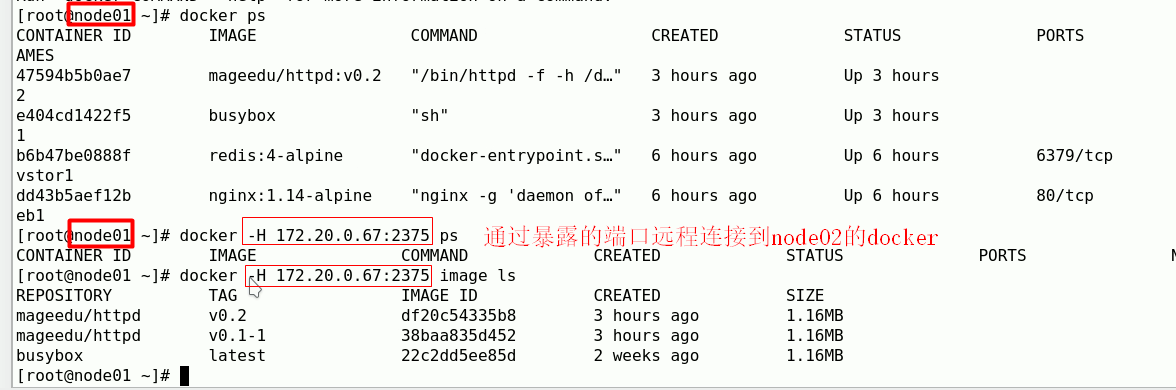 [root@node01 ~]# docker ps
CONTAINER ID        IMAGE                COMMAND                  CREATED             STATUS              PORTS
AMES
47594b5b0ae7        mageedu/httpd:v0.2   "/bin/httpd -f -h /d…"   3 hours ago         Up 3 hours
2
e404cd1422f5        busybox              "sh"                     3 hours ago         Up 3 hours
1
b6b47be0888f        redis:4-alpine       "docker-entrypoint.s…"   6 hours ago         Up 6 hours          6379/tcp
vstor1
dd43b5aef12b        nginx:1.14-alpine    "nginx -g 'daemon of…"   6 hours ago         Up 6 hours          80/tcp
eb1
[root@node01 ~]# docker -H 172.20.0.67:2375 ps 通过暴露的端口远程连接到node02的docker
CONTAINER ID        IMAGE               COMMAND             CREATED             STATUS              PORTS               N
[root@node01 ~]# docker -H 172.20.0.67:2375 image ls
REPOSITORY          TAG                 IMAGE ID            CREATED             SIZE
mageedu/httpd       v0.2                df20c54335b8        3 hours ago         1.16MB
mageedu/httpd       v0.1-1              38baa835d452        3 hours ago         1.16MB
busybox             latest              22c2dd5ee85d        2 weeks ago         1.16MB
[root@node01 ~]#